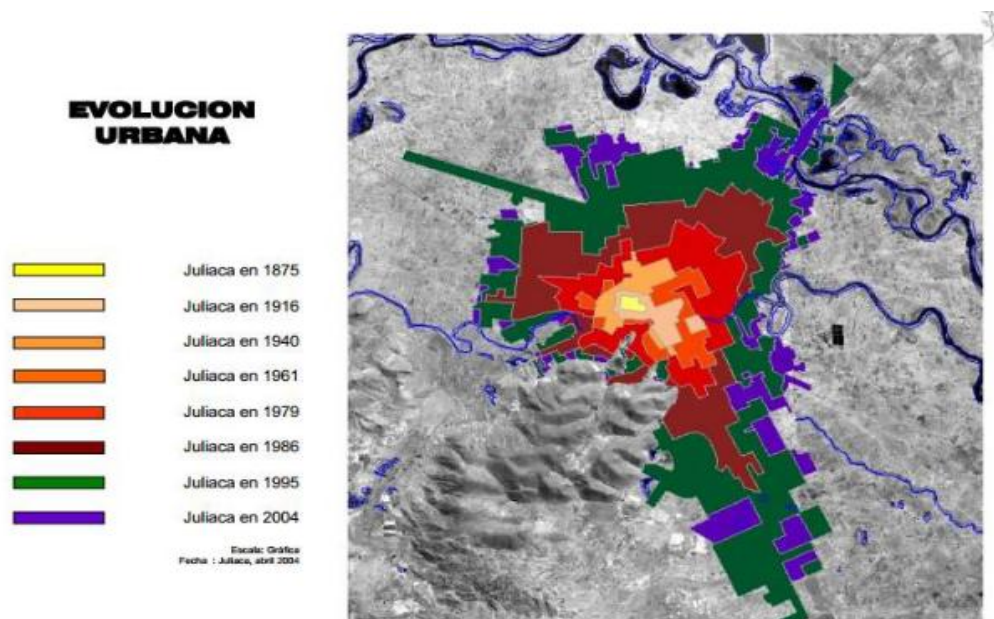 EVOLUCION
URBANA
Juliaca en 1875
Juliaca en 1916
Juliaca en 1940
Juliaca en 1961
Juliaca en 1979
Juliaca en 1986
Juliaca en 1995
Juliaca en 2004
Escala: Gráfica
Fecha : Juliaca, abril 2004